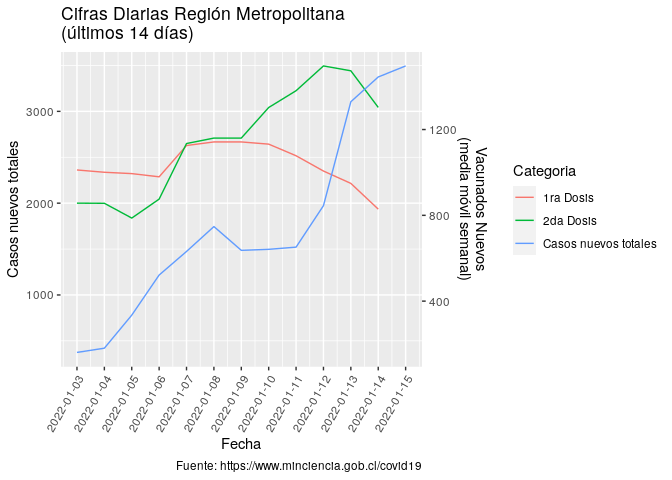 Cifras Diarias Región Metropolitana
(últimos 14 días)
Casos nuevos totales
3000
2000
1000
1200
800
400
Vacunados Nuevos
(media móvil semanal)
2022-01-03
2022-01-04
2022-01-05
2022-01-06
2022-01-07
2022-01-08
2022-01-09
2022-01-10
2022-01-11
2022-01-12
2022-01-13
2022-01-14
2022-01-15
Fecha
Categoria
1ra Dosis
2da Dosis
Casos nuevos totales
Fuente: https://www.minciencia.gob.cl/covid19